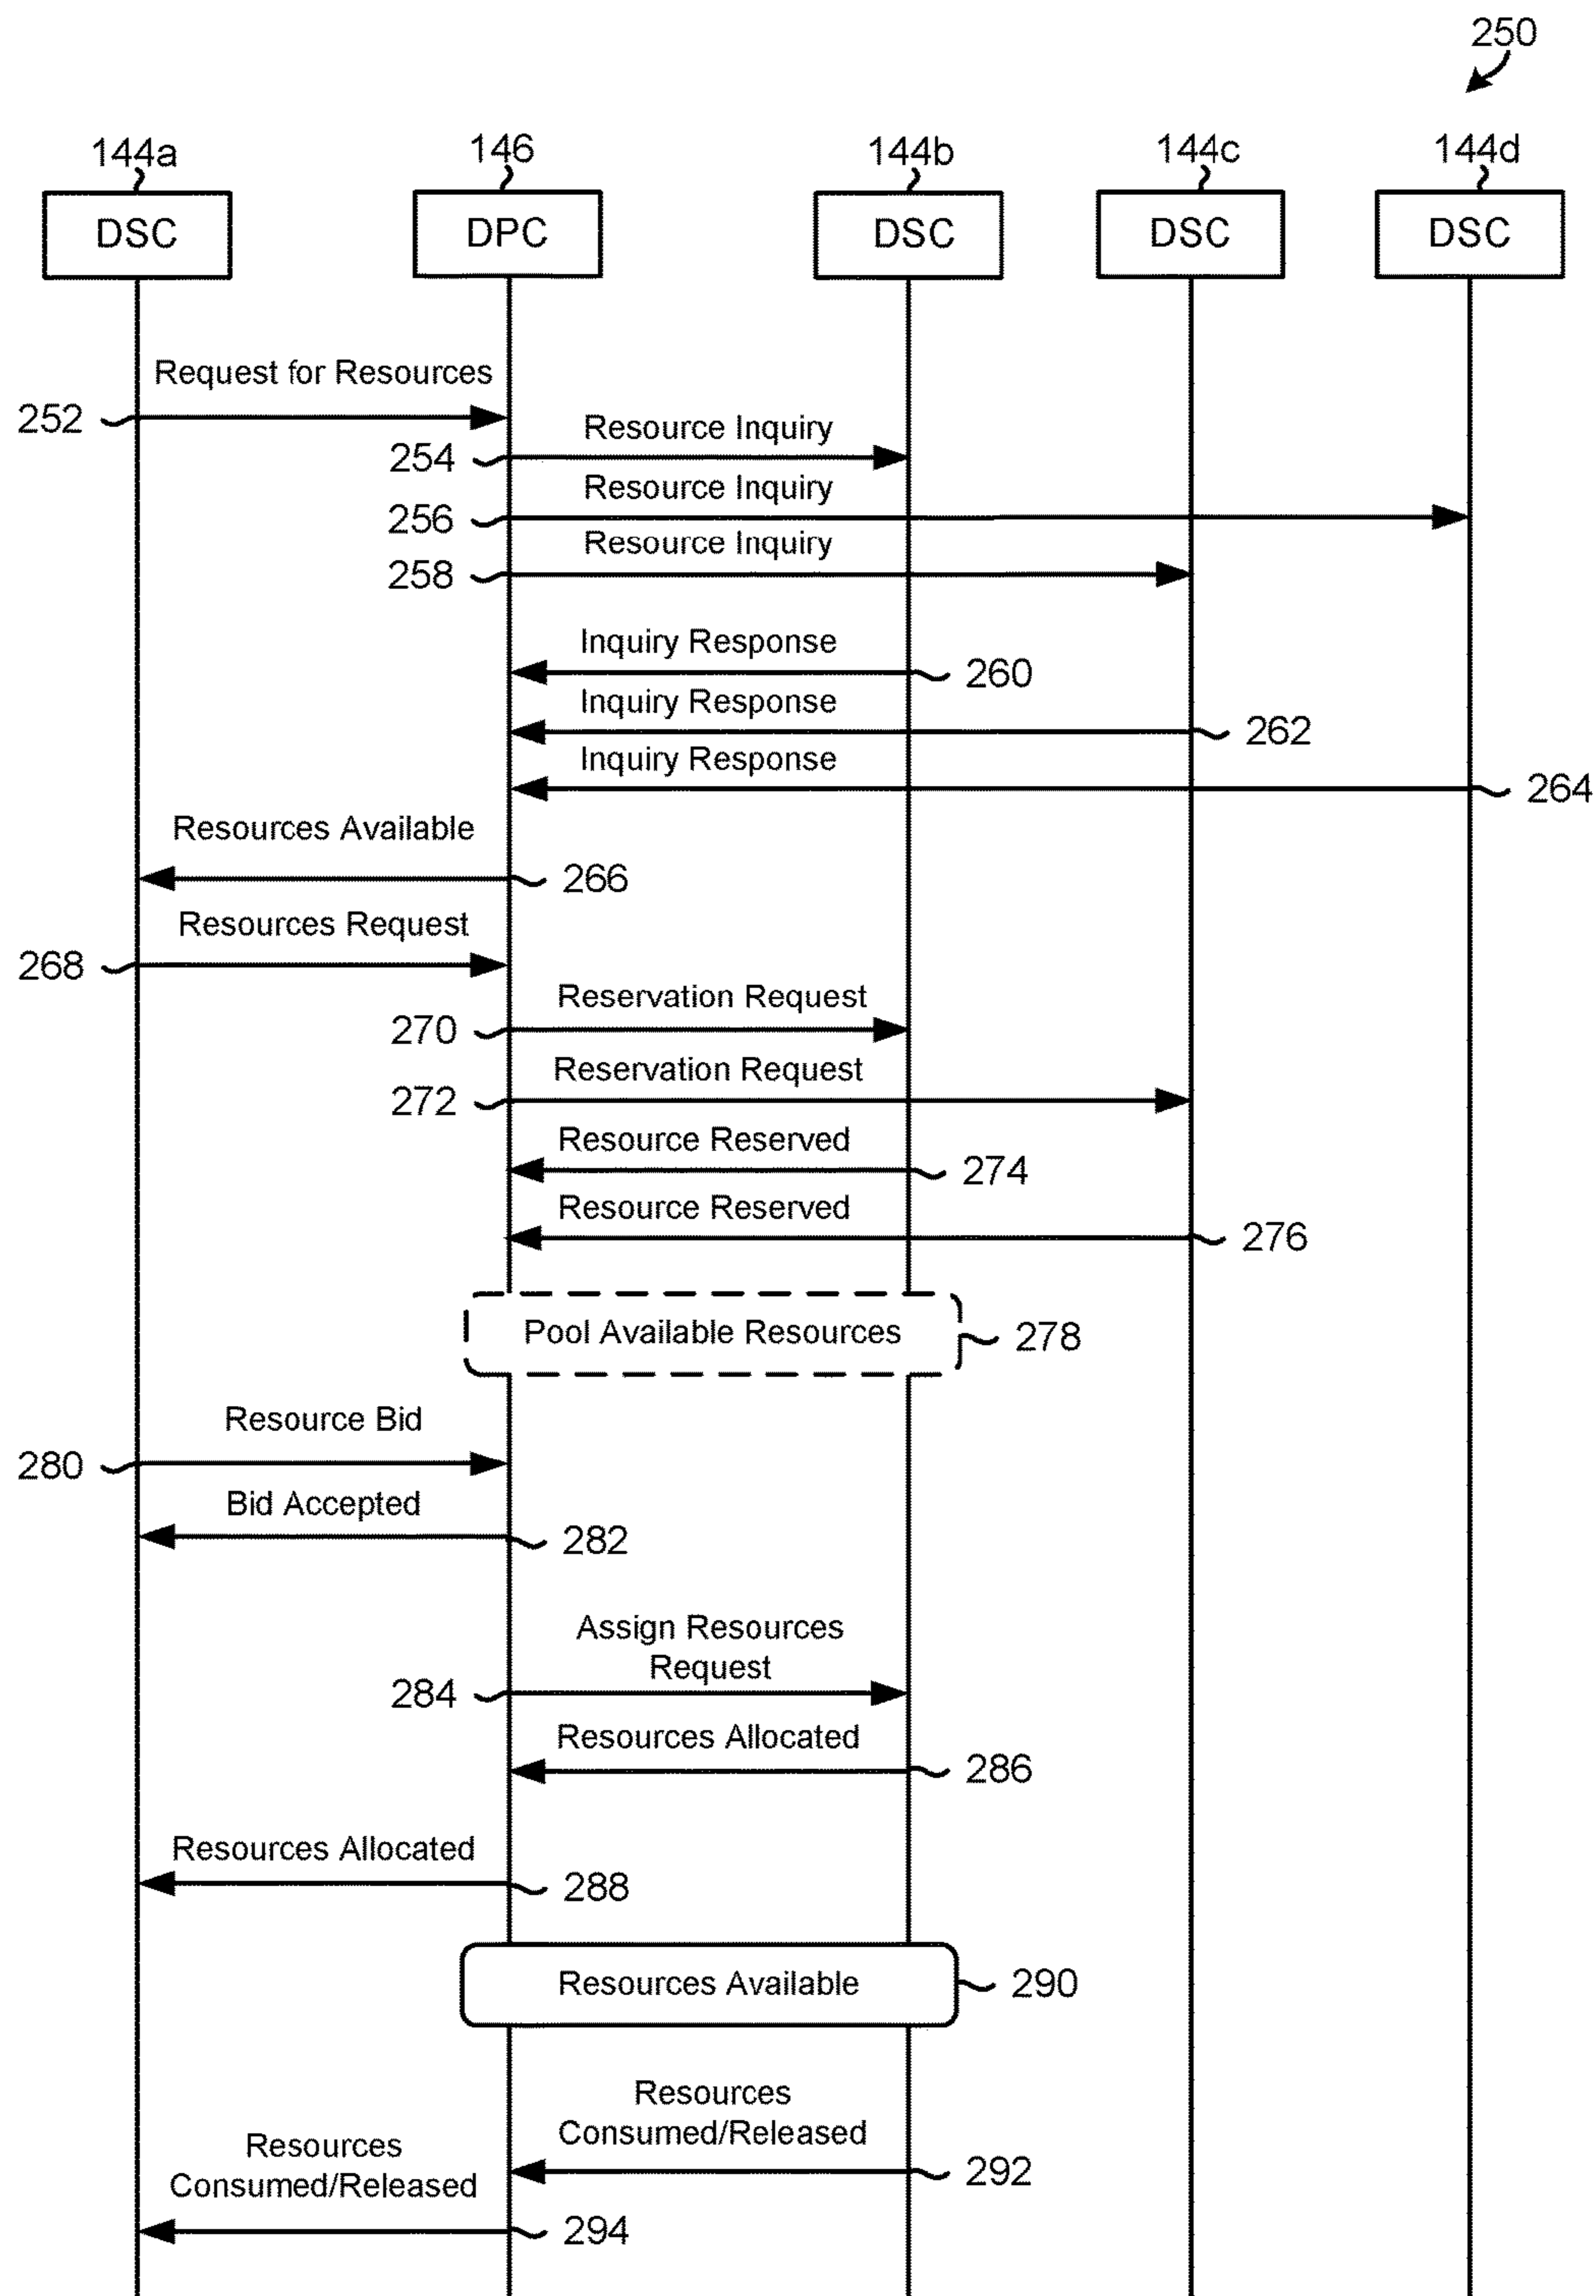 250
144a
146
144b
144c
144d
DSC
DPC
DSC
DSC
DSC
Request for Resources
252
Resource Inquiry
254
Resource Inquiry
256
Resource Inquiry
258
Inquiry Response
260
Inquiry Response
262
Inquiry Response
264
Resources Available
266
Resources Request
268
Reservation Request
270
Reservation Request
272
Resource Reserved
274
Resource Reserved
276
Pool Available Resources
278
Resource Bid
280
Bid Accepted
282
Assign Resources
Request
284
Resources Allocated
286
Resources Allocated
288
Resources Available
290
Resources
Consumed/Released
292
Resources
Consumed/Released
294